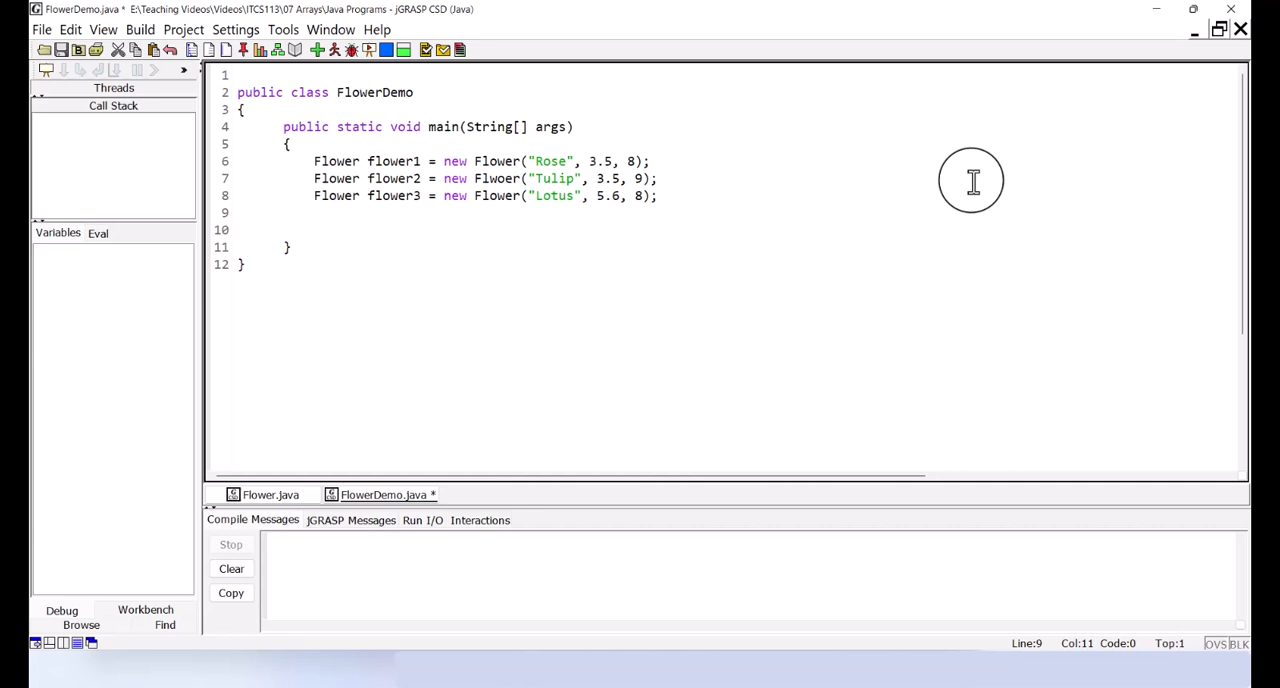 FlowerDemo.java * E:\Teaching Videos\Videos\ITCS113\07 Arrays\Java Programs - jGRASP CSD (Java)
File Edit View Build Project Settings Tools Window Help
Threads
Call Stack
Variables Eval
1
2 public class FlowerDemo
3 {
4 public static void main(String[] args)
5 {
6 Flower flower1 = new Flower("Rose", 3.5, 8);
7 Flower flower2 = new Flwoer("Tulip", 3.5, 9);
8 Flower flower3 = new Flower("Lotus", 5.6, 8);
9
10
11 }
12 }
Flower.java FlowerDemo.java *
Compile Messages jGRASP Messages Run I/O Interactions
Stop
Clear
Copy
Debug Workbench
Browse Find
Line:9 Col:11 Code:0 Top:1 OVS BLK